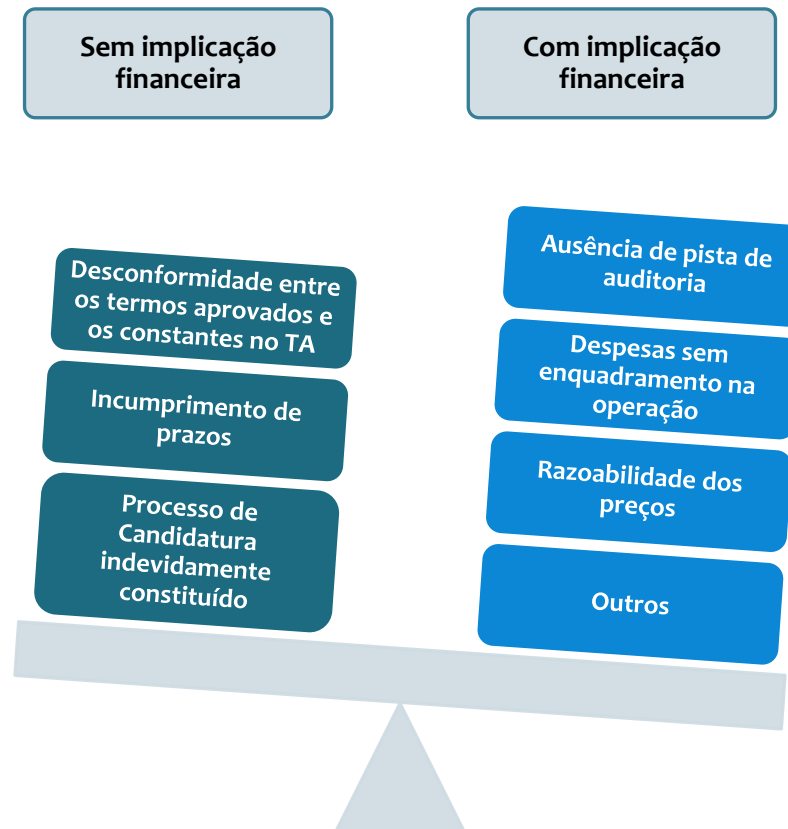 Sem implicação
financeira
Com implicação
financeira
Desconformidade entre
os termos aprovados e
os constantes no TA
Incumprimento de
prazos
Processo de
Candidatura
indevidamente
constituído
Ausência de pista de
auditoria
Despesas sem
enquadramento na
operação
Razoabilidade dos
preços
Outros